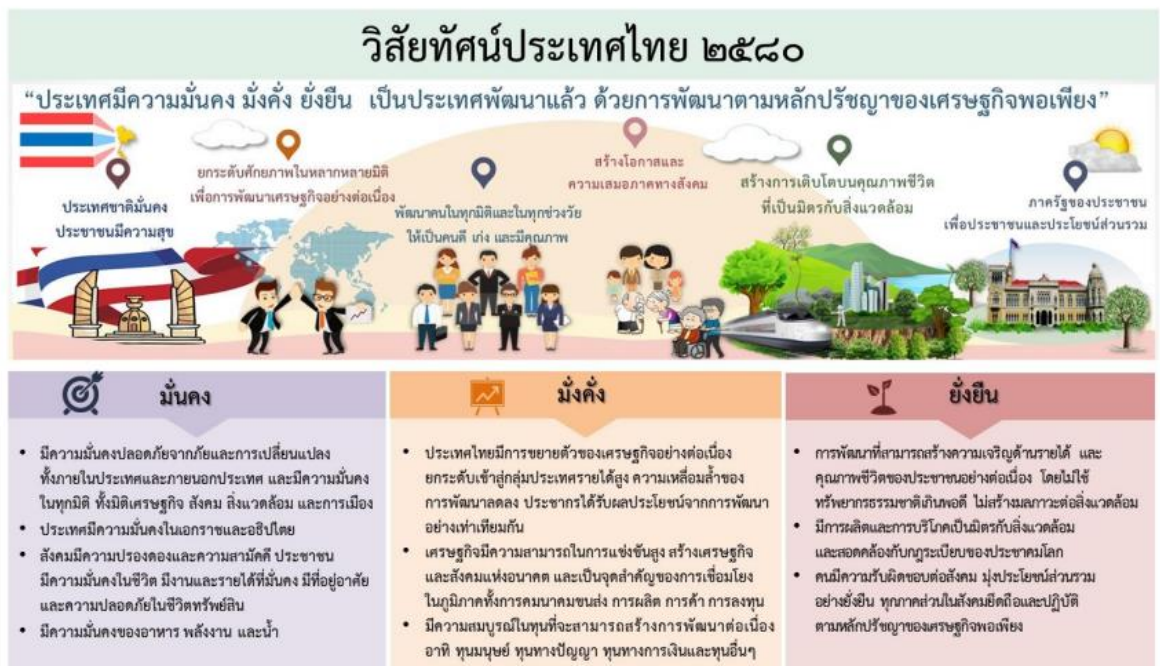 วิสัยทัศน์ประเทศไทย ๒๕๘๐
“ประเทศมีความมั่นคง มั่งคั่ง ยั่งยืน เป็นประเทศพัฒนาแล้ว ด้วยการพัฒนาตามหลักปรัชญาของเศรษฐกิจพอเพียง”
ประเทศชาติมั่นคง
ประชาชนมีความสุข
ยกระดับศักยภาพในหลากหลายมิติ
เพื่อการพัฒนาเศรษฐกิจอย่างต่อเนื่อง
พัฒนาคนในทุกมิติและในทุกช่วงวัย
ให้เป็นคนดี เก่ง และมีคุณภาพ
สร้างโอกาสและ
ความเสมอภาคทางสังคม
สร้างการเติบโตบนคุณภาพชีวิต
ที่เป็นมิตรกับสิ่งแวดล้อม
ภาครัฐของประชาชน
เพื่อประชาชนและประโยชน์ส่วนรวม
มั่นคง
• มีความมั่นคงปลอดภัยจากภัยและการเปลี่ยนแปลง
ทั้งภายในประเทศและภายนอกประเทศ และมีความมั่นคง
ในทุกมิติ ทั้งมิติเศรษฐกิจ สังคม สิ่งแวดล้อม และการเมือง
• ประเทศมีความมั่นคงในเอกราชและอธิปไตย
• สังคมมีความปรองดองและความสามัคคี ประชาชน
มีความมั่นคงในชีวิต มีงานและรายได้ที่มั่นคง มีที่อยู่อาศัย
และความปลอดภัยในชีวิตทรัพย์สิน
• มีความมั่นคงของอาหาร พลังงาน และน้ำ
มั่งคั่ง
• ประเทศไทยมีการขยายตัวของเศรษฐกิจอย่างต่อเนื่อง
ยกระดับเข้าสู่กลุ่มประเทศรายได้สูง ความเหลื่อมล้ำของ
การพัฒนาลดลง ประชากรได้รับผลประโยชน์จากการพัฒนา
อย่างเท่าเทียมกัน
• เศรษฐกิจมีความสามารถในการแข่งขันสูง สร้างเศรษฐกิจ
และสังคมแห่งอนาคต และเป็นจุดสำคัญของการเชื่อมโยง
ในภูมิภาคทั้งการคมนาคมขนส่ง การผลิต การค้า การลงทุน
• มีความสมบูรณ์ในทุนที่จะสามารถสร้างการพัฒนาต่อเนื่อง
อาทิ ทุนมนุษย์ ทุนทางปัญญา ทุนทางการเงินและทุนอื่นๆ
ยั่งยืน
• การพัฒนาที่สามารถสร้างความเจริญด้านรายได้ และ
คุณภาพชีวิตของประชาชนอย่างต่อเนื่อง โดยไม่ใช้
ทรัพยากรธรรมชาติเกินพอดี ไม่สร้างมลภาวะต่อสิ่งแวดล้อม
• มีการผลิตและการบริโภคเป็นมิตรกับสิ่งแวดล้อม
และสอดคล้องกับกฎระเบียบของประชาคมโลก
• คนมีความรับผิดชอบต่อสังคม มุ่งประโยชน์ส่วนรวม
อย่างยั่งยืน ทุกภาคส่วนในสังคมยึดถือและปฏิบัติ
ตามหลักปรัชญาของเศรษฐกิจพอเพียง